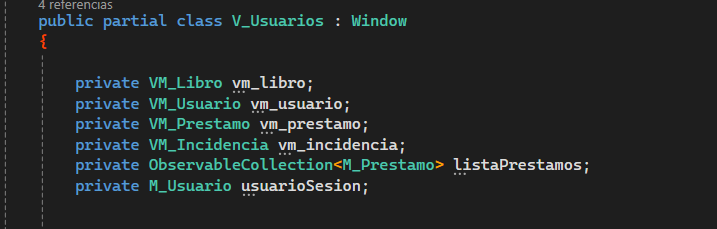 4 referencias
public partial class V_Usuarios : Window
{
private VM_Libro vm_libro;
private VM_Usuario vm_usuario;
private VM_Prestamo vm_prestamo;
private VM_Incidencia vm_incidencia;
private ObservableCollection<M_Prestamo> listaPrestamos;
private M_Usuario usuarioSesion;